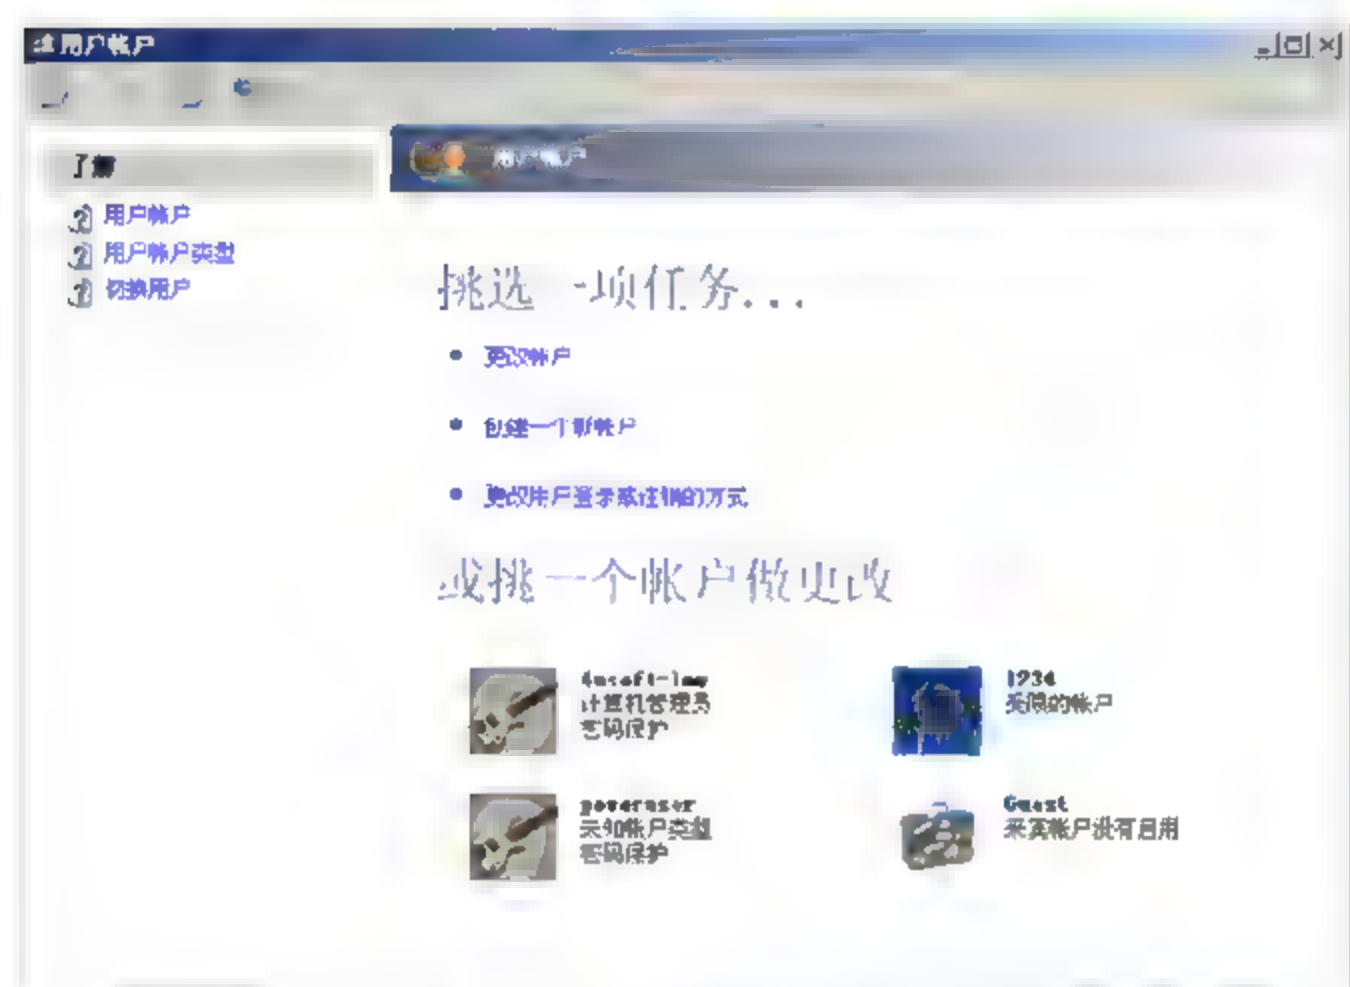 用户帐户
了解
用户帐户
用户帐户
用户帐户类型
切换用户
挑选一项任务...
更改帐户
创建一个新帐户
更改用户登录或注销的方式
或挑一个帐户做更改
计算机管理员
密码保护
1234
受限的帐户
poweruser
未知帐户类型
密码保护
Guest
来宾帐户没有启用